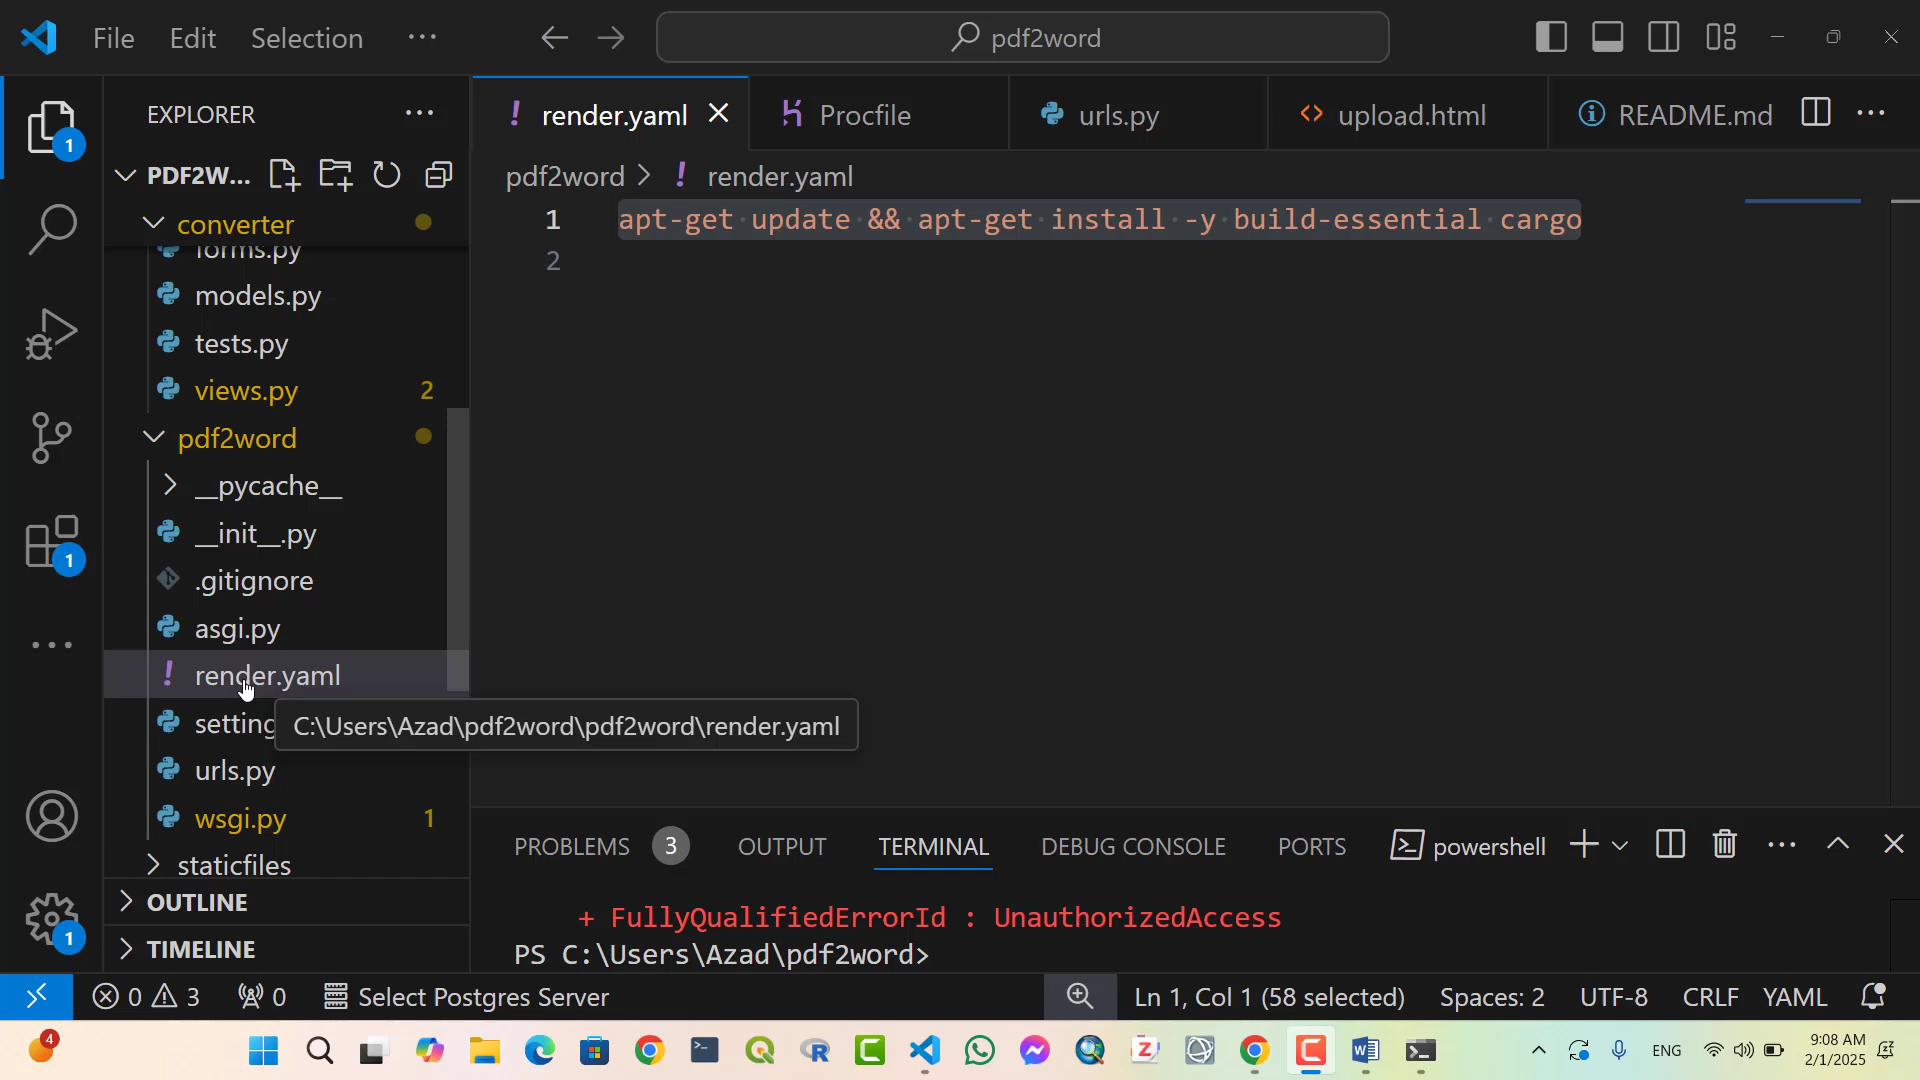 File Edit Selection ··· pdf2word
EXPLORER ···
PDF2W...
converter
forms.py
models.py
tests.py
views.py 2
pdf2word
__pycache__
__init__.py
.gitignore
asgi.py
render.yaml
setting
urls.py
wsgi.py 1
staticfiles
OUTLINE
TIMELINE
1
1
1
render.yaml Procfile urls.py upload.html README.md ···
pdf2word > render.yaml
1 apt-get update && apt-get install -y build-essential cargo
2
C:\Users\Azad\pdf2word\pdf2word\render.yaml
PROBLEMS 3 OUTPUT TERMINAL DEBUG CONSOLE PORTS powershell
+ FullyQualifiedErrorId : UnauthorizedAccess
PS C:\Users\Azad\pdf2word>
0 3 0 Select Postgres Server Ln 1, Col 1 (58 selected) Spaces: 2 UTF-8 CRLF YAML
4 ENG 9:08 AM
2/1/2025